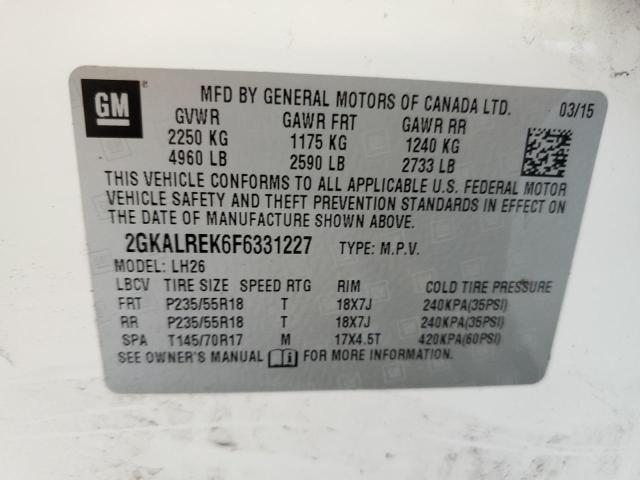 GM ®
MFD BY GENERAL MOTORS OF CANADA LTD. 03/15
GVWR GAWR FRT GAWR RR
2250 KG 1175 KG 1240 KG
4960 LB 2590 LB 2733 LB
THIS VEHICLE CONFORMS TO ALL APPLICABLE U.S. FEDERAL MOTOR
VEHICLE SAFETY AND THEFT PREVENTION STANDARDS IN EFFECT ON
THE DATE OF MANUFACTURE SHOWN ABOVE.
2GKALREK6F6331227 TYPE: M.P.V.
MODEL: LH26
LBCV TIRE SIZE SPEED RTG RIM COLD TIRE PRESSURE
FRT P235/55R18 T 18X7J 240KPA(35PSI)
RR P235/55R18 T 18X7J 240KPA(35PSI)
SPA T145/70R17 M 17X4.5T 420KPA(60PSI)
SEE OWNER'S MANUAL FOR MORE INFORMATION.